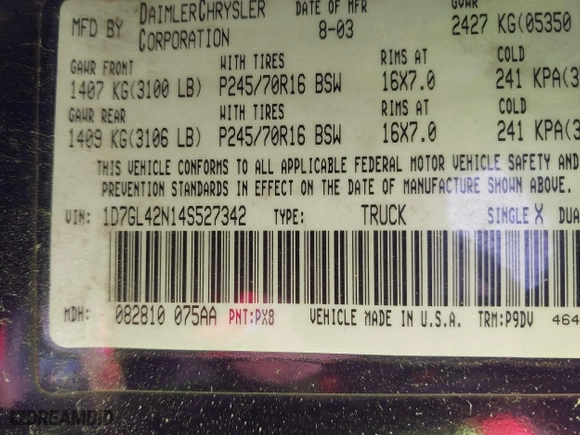 MFD BY DAIMLERCHRYSLER CORPORATION
DATE OF MFR 8-03
GVWR 2427 KG(05350
GAWR FRONT WITH TIRES RIMS AT COLD
1407 KG(3100 LB) P245/70R16 BSW 16X7.0 241 KPA(3
GAWR REAR WITH TIRES RIMS AT COLD
1409 KG(3106 LB) P245/70R16 BSW 16X7.0 241 KPA(3
THIS VEHICLE CONFORMS TO ALL APPLICABLE FEDERAL MOTOR VEHICLE SAFETY AND
PREVENTION STANDARDS IN EFFECT ON THE DATE OF MANUFACTURE SHOWN ABOVE.
VIN: 1D7GL42N14S527342 TYPE: TRUCK SINGLE X DUA
MDH: 082810 075AA PNT:PX8 VEHICLE MADE IN U.S.A. TRM:P9DV 464
DREAMBID